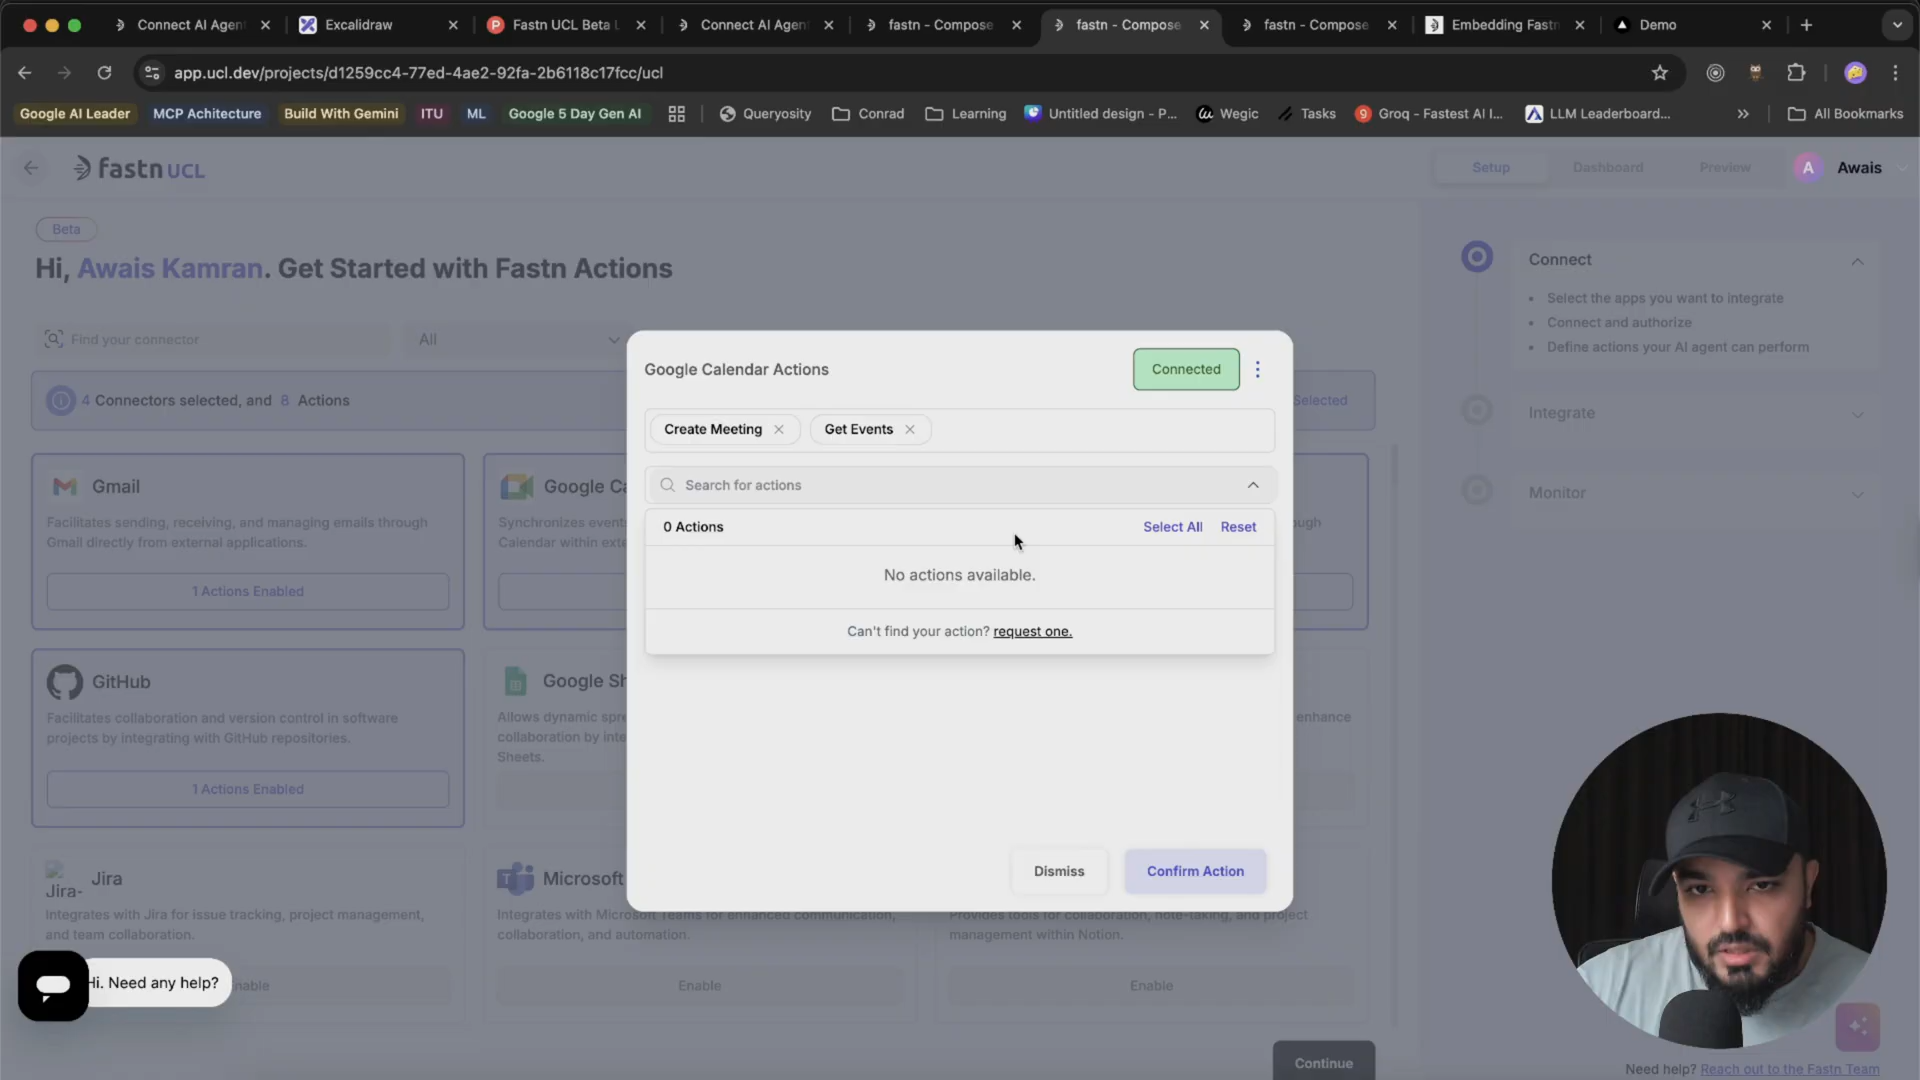 Connect AI Agen
Excalidraw
Fastn UCL Beta L
Connect AI Agen
fastn - Compose
fastn - Compose
fastn - Compose
Embedding Fastn
Demo
app.ucl.dev/projects/d1259cc4-77ed-4ae2-92fa-2b6118c17fcc/ucl
Google AI Leader
MCP Achitecture
Build With Gemini
ITU
ML
Google 5 Day Gen AI
Queryosity
Conrad
Learning
Untitled design - P...
Wegic
Tasks
Groq - Fastest AI I...
LLM Leaderboard...
All Bookmarks
fastn UCL
Setup
Dashboard
Preview
A
Awais
Beta
Hi, Awais Kamran. Get Started with Fastn Actions
Find your connector
All
4 Connectors selected, and 8 Actions
Selected
Gmail
Facilitates sending, receiving, and managing emails through
Gmail directly from external applications.
1 Actions Enabled
Google Ca
Synchronizes event
Calendar within exte
ough
GitHub
Facilitates collaboration and version control in software
projects by integrating with GitHub repositories.
1 Actions Enabled
Google Sh
Allows dynamic spre
collaboration by inte
Sheets.
enhance
Jira-
Jira
Integrates with Jira for issue tracking, project management,
and team collaboration.
nable
Microsoft
Integrates with Microsoft Teams for enhanced communication,
collaboration, and automation.
Enable
Provides tools for collaboration, note-taking, and project
management within Notion.
Enable
Google Calendar Actions
Connected
Create Meeting
Get Events
Search for actions
0 Actions
Select All
Reset
No actions available.
Can't find your action? request one.
Dismiss
Confirm Action
Connect
Select the apps you want to integrate
Connect and authorize
Define actions your AI agent can perform
Integrate
Monitor
Hi. Need any help?
Continue
Need help? Reach out to the Fastn Team